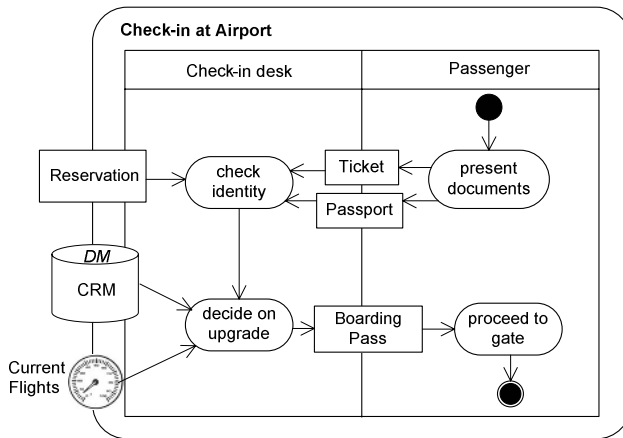 Check-in at Airport
Check-in desk
Passenger
Reservation
check
identity
Ticket
Passport
present
documents
DM
CRM
decide on
upgrade
Boarding
Pass
proceed to
gate
Current
Flights